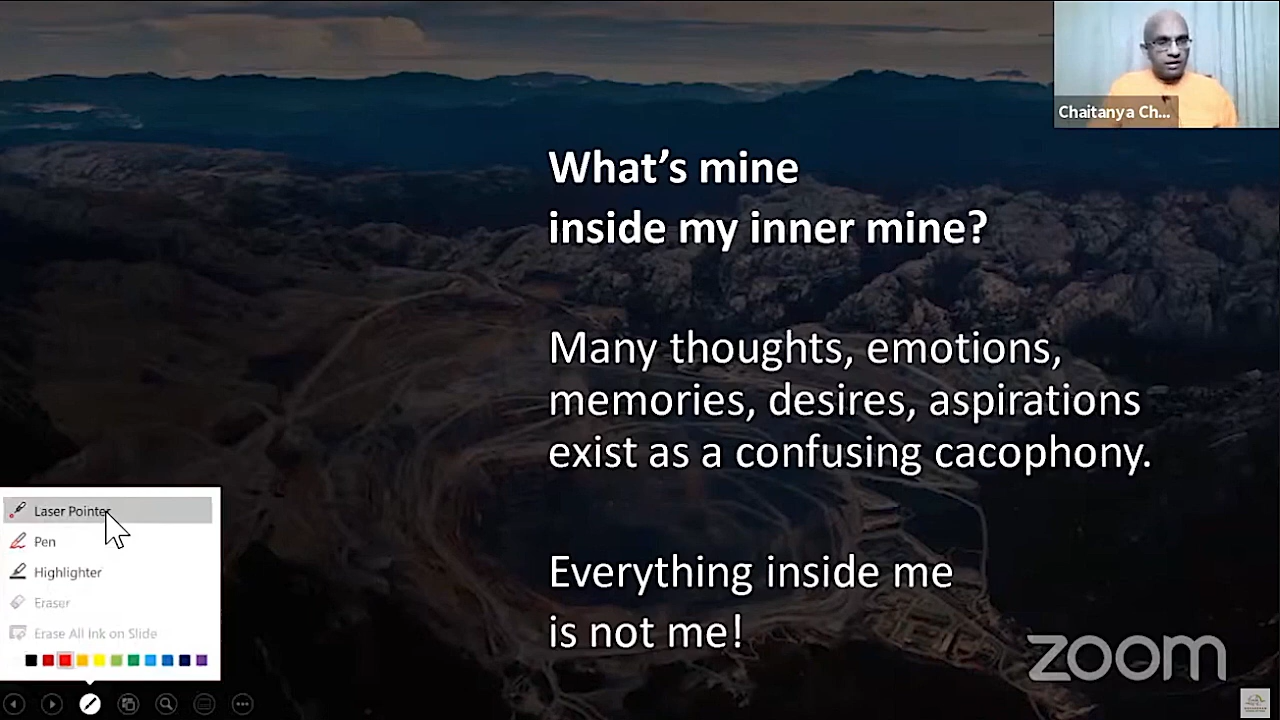 Chaitanya Ch...
What's mine
inside my inner mine?
Many thoughts, emotions,
memories, desires, aspirations
exist as a confusing cacophony.
Everything inside me
is not me!
Laser Pointer
Pen
Highlighter
Eraser
Erase All Ink on Slide
zoom